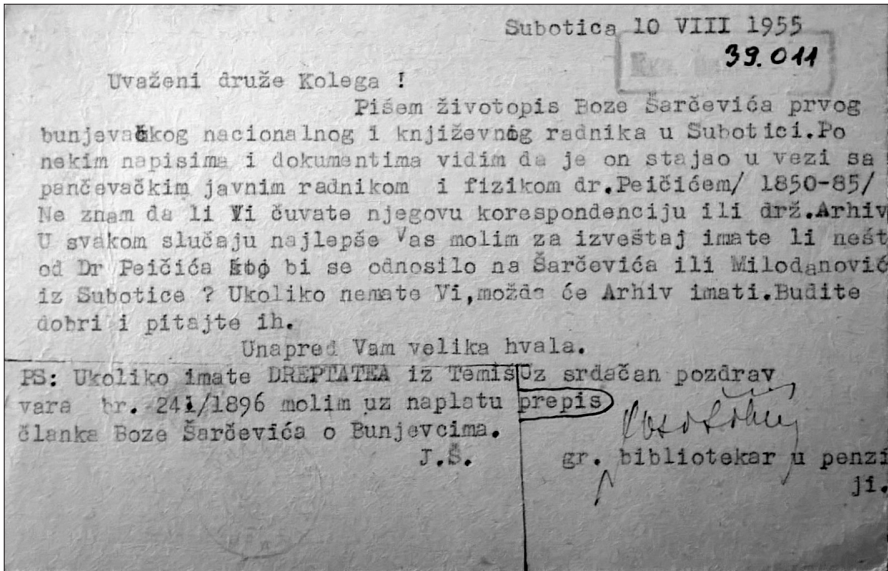 Subotica 10 VIII 1955
39.011
Uvaženi druže Kolega !
Pišem životopis Boze Šarčevića prvog
bunjevačkog nacionalnog i književnog radnika u Subotici.Po
nekim napisima i dokumentima vidim da je on stajao u vezi sa
pančevačkim javnim radnikom i fizikom dr.Peičićem/ 1850-85/
Ne znam da li Vi čuvate njegovu korespondenciju ili drž.Arhiv
U svakom slučaju najlepše Vas molim za izveštaj imate li nešt
od Dr Peičića što bi se odnosilo na Šarčevića ili Milodanović
iz Subotice ? Ukoliko nemate Vi,možda će Arhiv imati.Budite
dobri i pitajte ih.
Unapred Vam velika hvala.
PS: Ukoliko imate DREPTATEA iz Temiš
vara br. 241/1896 molim uz naplatu prepis
članka Boze Šarčevića o Bunjevcima.
J.Š.
Uz srdačan pozdrav
gr. bibliotekar u penzi
ji.